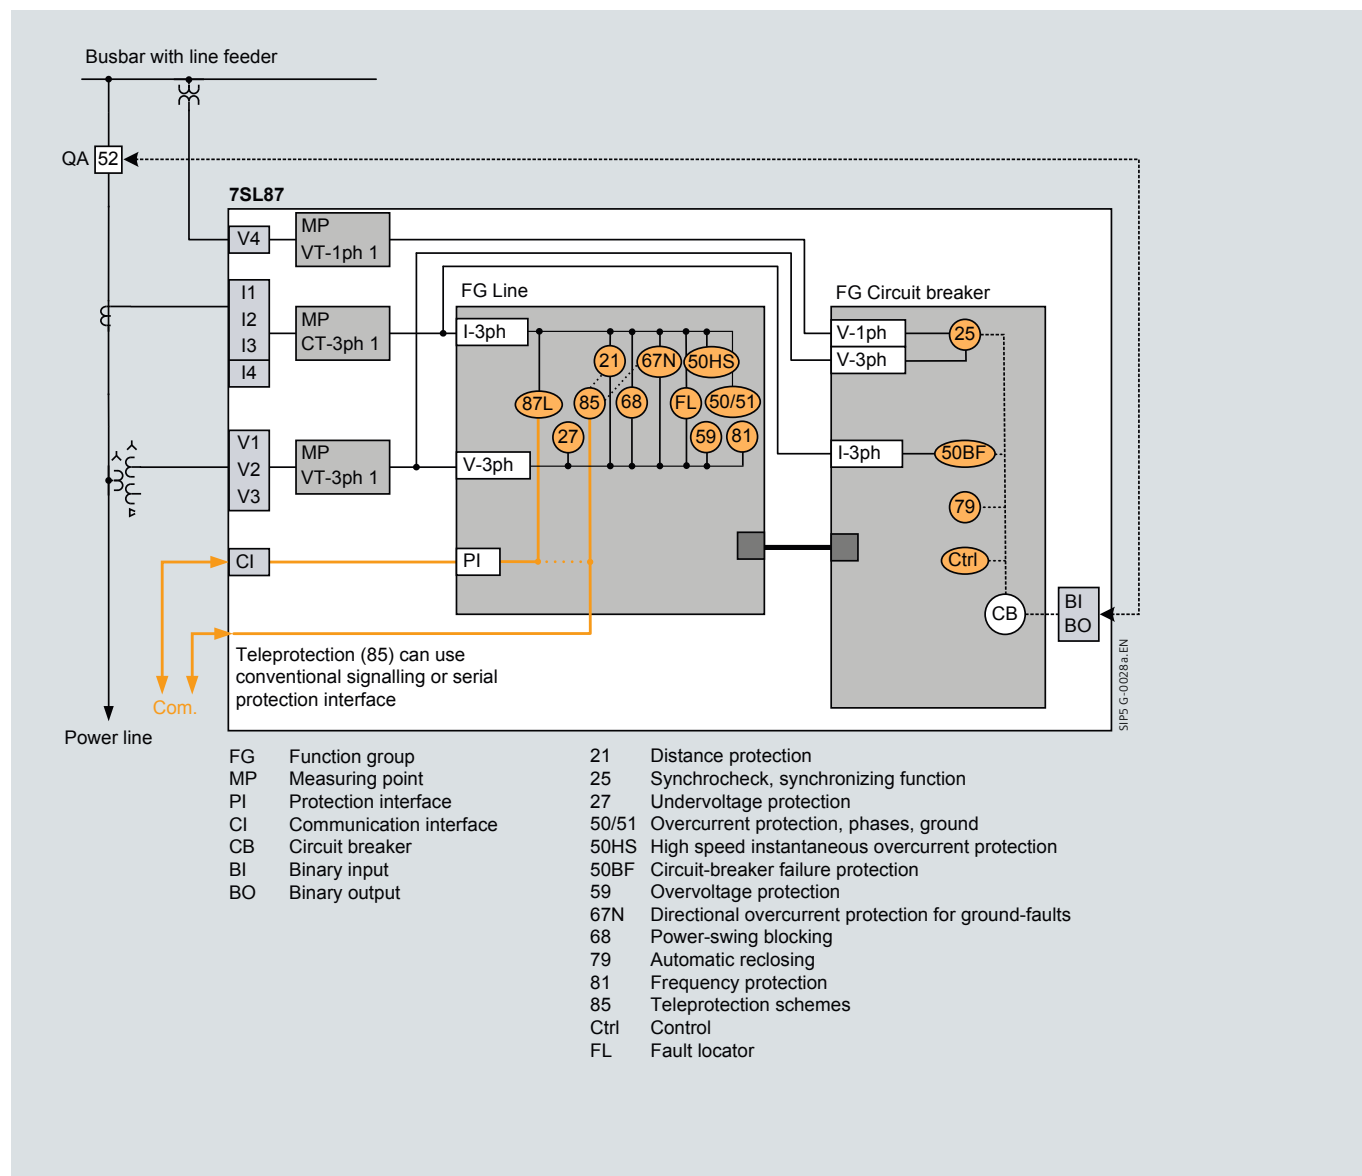 Busbar with line feeder
QA 52
7SL87
V4
MP
VT-1ph 1
I1
I2
I3
I4
MP
CT-3ph 1
V1
V2
V3
MP
VT-3ph 1
CI
FG Line
I-3ph
21
67N
50HS
87L
85
68
FL
50/51
27
59
81
V-3ph
PI
FG Circuit breaker
V-1ph
25
V-3ph
I-3ph
50BF
79
Ctrl
CB
BI
BO
Teleprotection (85) can use
conventional signalling or serial
protection interface
Com.
Power line
SIP5 G-0028a.EN
FG Function group
MP Measuring point
PI Protection interface
CI Communication interface
CB Circuit breaker
BI Binary input
BO Binary output
21 Distance protection
25 Synchrocheck, synchronizing function
27 Undervoltage protection
50/51 Overcurrent protection, phases, ground
50HS High speed instantaneous overcurrent protection
50BF Circuit-breaker failure protection
59 Overvoltage protection
67N Directional overcurrent protection for ground-faults
68 Power-swing blocking
79 Automatic reclosing
81 Frequency protection
85 Teleprotection schemes
Ctrl Control
FL Fault locator